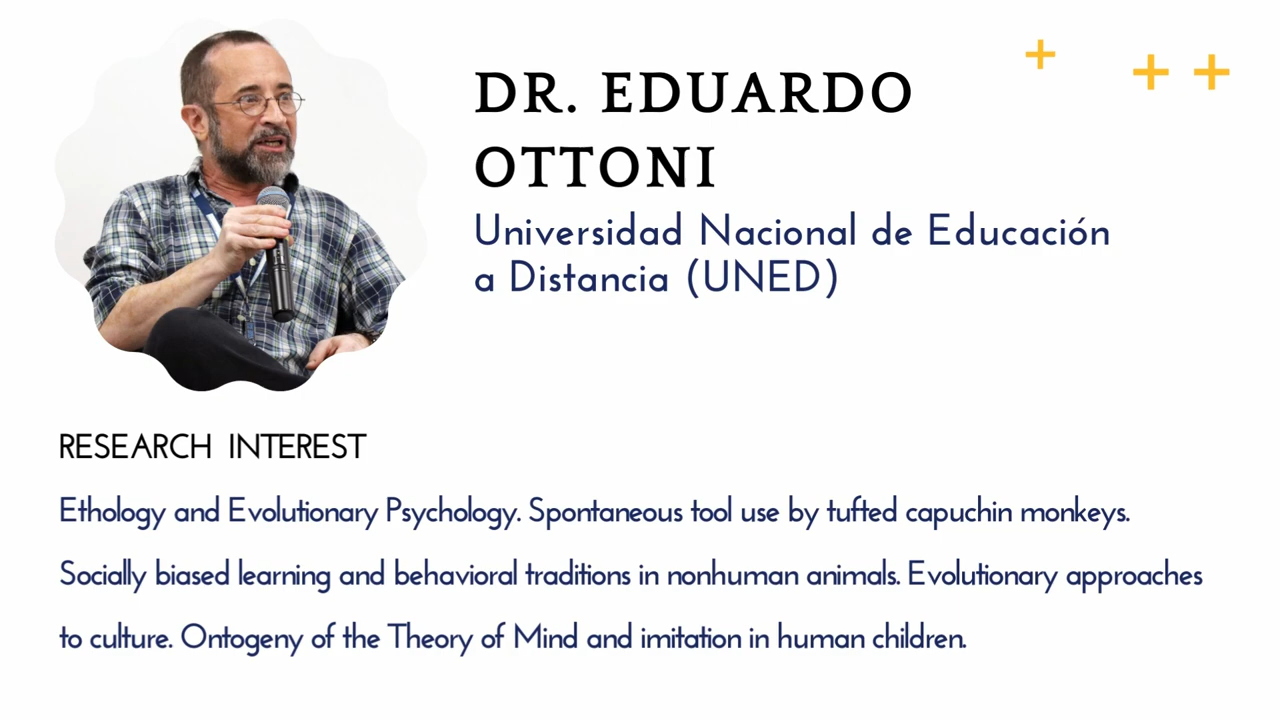 DR. EDUARDO
OTTONI
Universidad Nacional de Educación
a Distancia (UNED)
RESEARCH INTEREST
Ethology and Evolutionary Psychology. Spontaneous tool use by tufted capuchin monkeys.
Socially biased learning and behavioral traditions in nonhuman animals. Evolutionary approaches
to culture. Ontogeny of the Theory of Mind and imitation in human children.